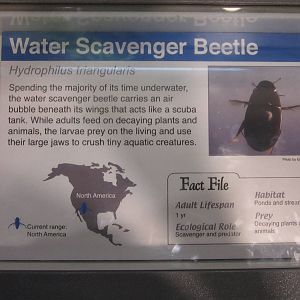 Water Scavenger Beetle
Hydrophilus triangularis
Spending the majority of its time underwater,
the water scavenger beetle carries an air
bubble beneath its wings that acts like a scuba
tank. While adults feed on decaying plants and
animals, the larvae prey on the living and use
their large jaws to crush tiny aquatic creatures.
Photo by
North America
Current range:
North America
Fact File
Adult Lifespan
1 yr
Ecological Role
Scavenger and predator
Habitat
Ponds and streams
Prey
Decaying plants
animals